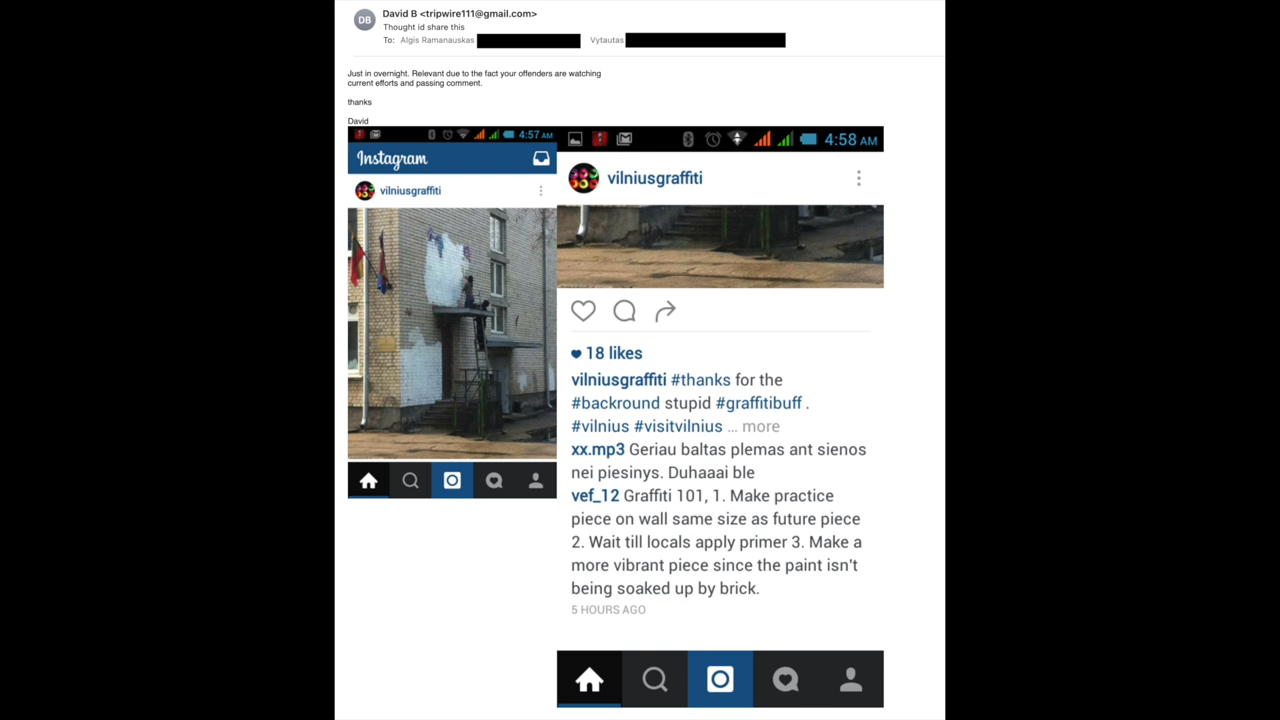 DB
David B <tripwire111@gmail.com>
Thought id share this
To: Algis Ramanauskas Vytautas
Just in overnight. Relevant due to the fact your offenders are watching
current efforts and passing comment.
thanks
David
4:57 AM
Instagram
vilniusgraffiti
4:58 AM
vilniusgraffiti
18 likes
vilniusgraffiti #thanks for the
#backround stupid #graffitibuff .
#vilnius #visitvilnius ... more
xx.mp3 Geriau baltas plemas ant sienos
nei piesinys. Duhaaai ble
vef_12 Graffiti 101, 1. Make practice
piece on wall same size as future piece
2. Wait till locals apply primer 3. Make a
more vibrant piece since the paint isn't
being soaked up by brick.
5 HOURS AGO